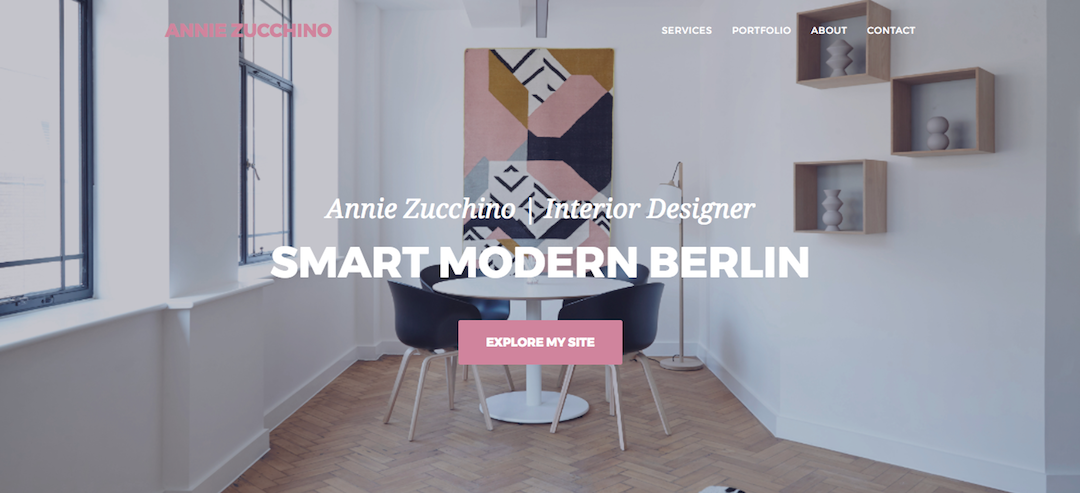 ANNIE ZUCCHINO
SERVICES PORTFOLIO ABOUT CONTACT
Annie Zucchino | Interior Designer
SMART MODERN BERLIN
EXPLORE MY SITE